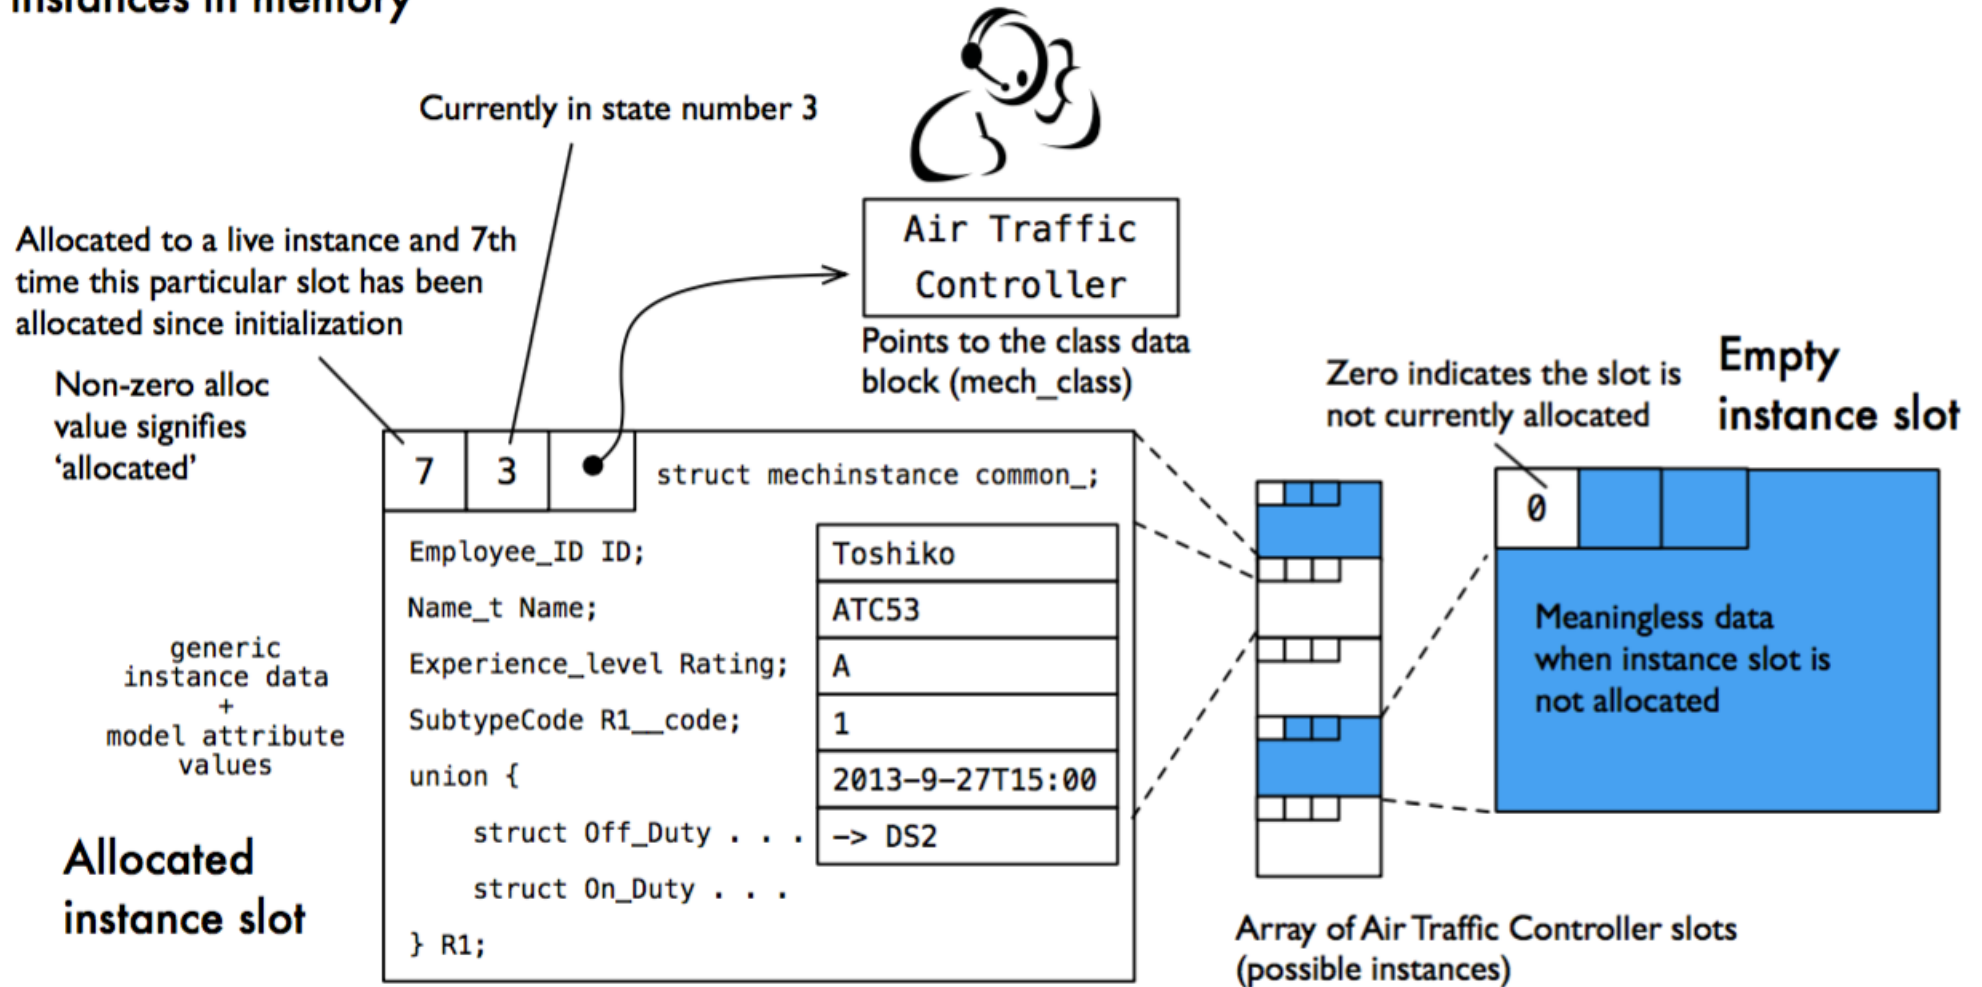 instances in memory
Currently in state number 3
Allocated to a live instance and 7th
time this particular slot has been
allocated since initialization
Non-zero alloc
value signifies
‘allocated’
Air Traffic
Controller
Points to the class data
block (mech_class)
Zero indicates the slot is
not currently allocated
Empty
instance slot
7 3 struct mechinstance common_;
Employee_ID ID; Toshiko
Name_t Name; ATC53
Experience_level Rating; A
SubtypeCode R1__code; 1
union { 2013-9-27T15:00
struct Off_Duty . . . -> DS2
struct On_Duty . . .
} R1;
generic
instance data
+
model attribute
values
Allocated
instance slot
0
Meaningless data
when instance slot is
not allocated
Array of Air Traffic Controller slots
(possible instances)